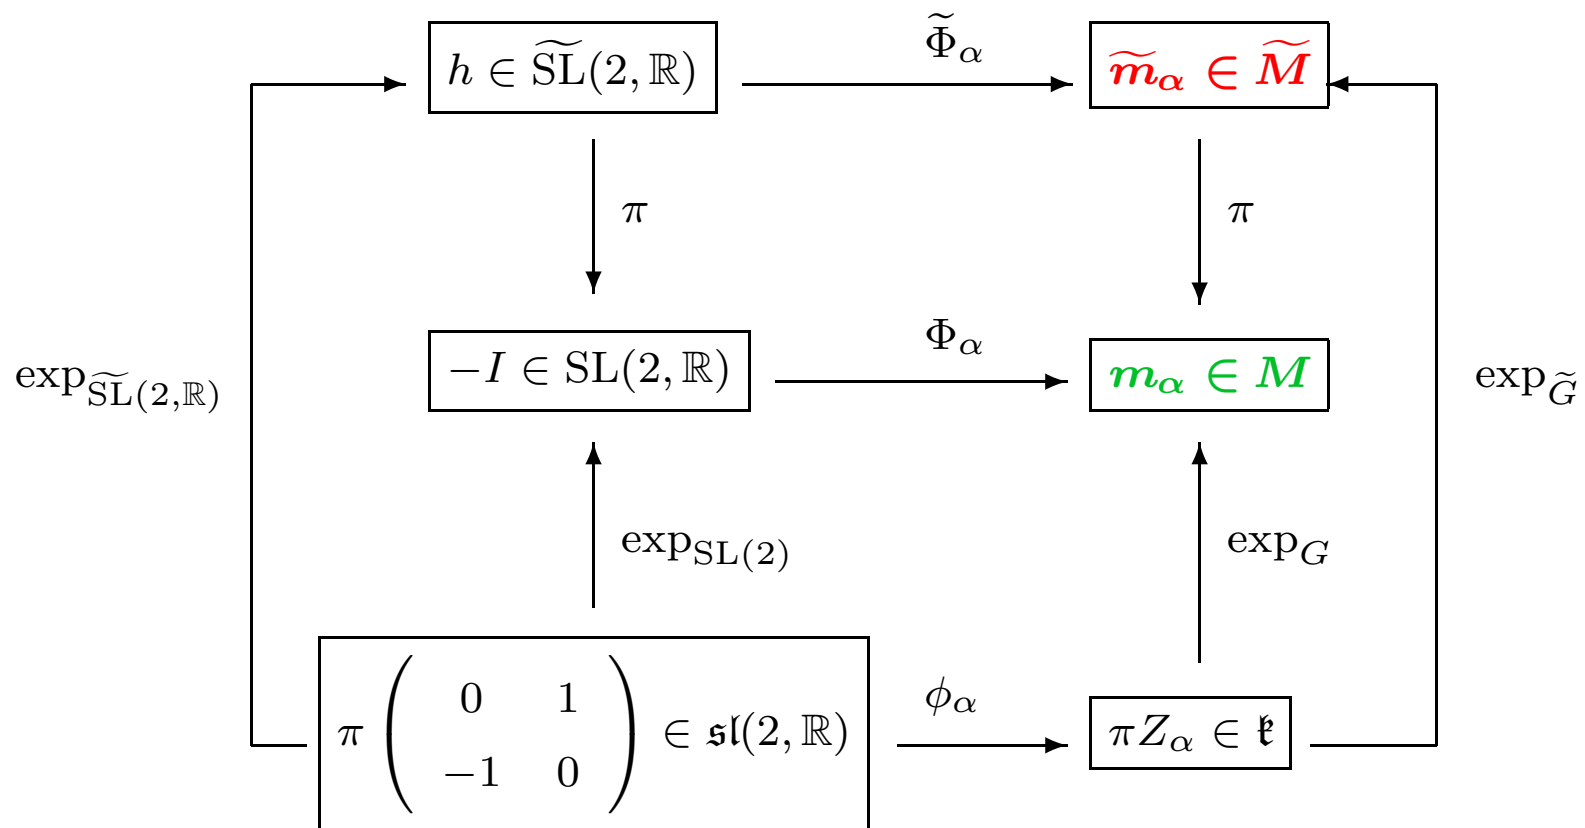 Φ̃_α
h ∈ S͠L(2, ℝ)
m̃_α ∈ M̃
π
π
Φ_α
exp_{S͠L(2,ℝ)}
−I ∈ SL(2, ℝ)
m_α ∈ M
exp_{G̃}
exp_{SL(2)}
exp_G
φ_α
π ( 0 1 ) ∈ 𝔰𝔩(2, ℝ)
−1 0
πZ_α ∈ 𝔨